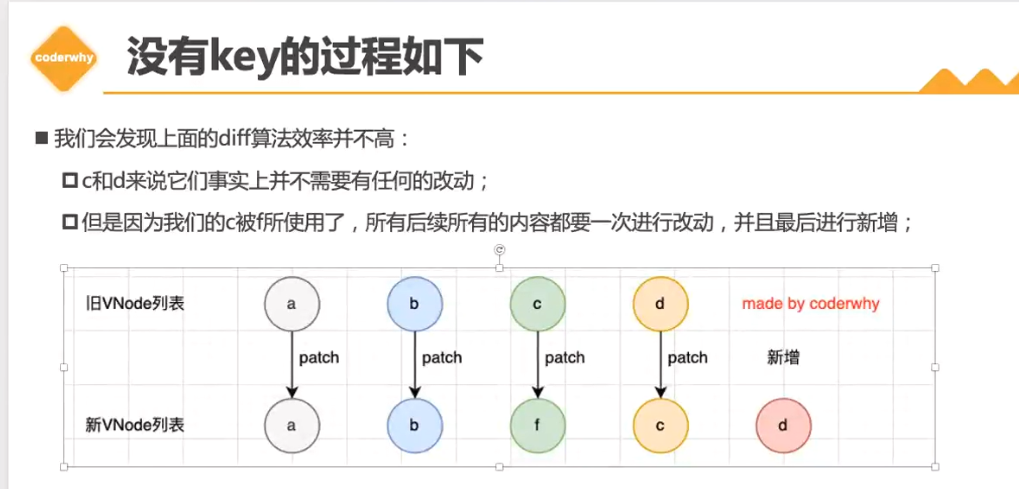 coderwhy
没有key的过程如下
我们会发现上面的diff算法效率并不高：
c和d来说它们事实上并不需要有任何的改动；
但是因为我们的c被f所使用了，所有后续所有的内容都要一次进行改动，并且最后进行新增；
旧VNode列表 a b c d made by coderwhy
patch patch patch patch 新增
新VNode列表 a b f c d